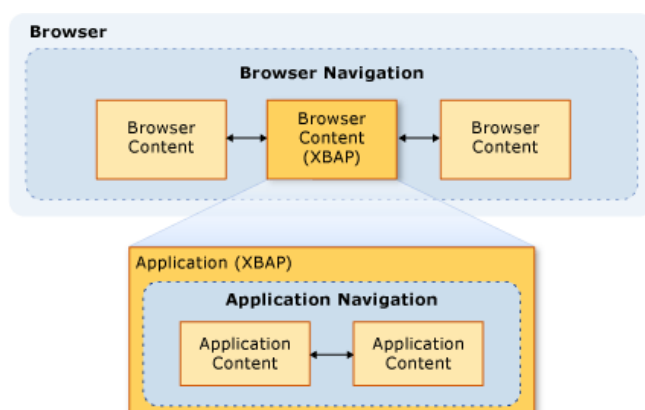 Browser
Browser Navigation
Browser
Content
Browser
Content
(XBAP)
Browser
Content
Application (XBAP)
Application Navigation
Application
Content
Application
Content